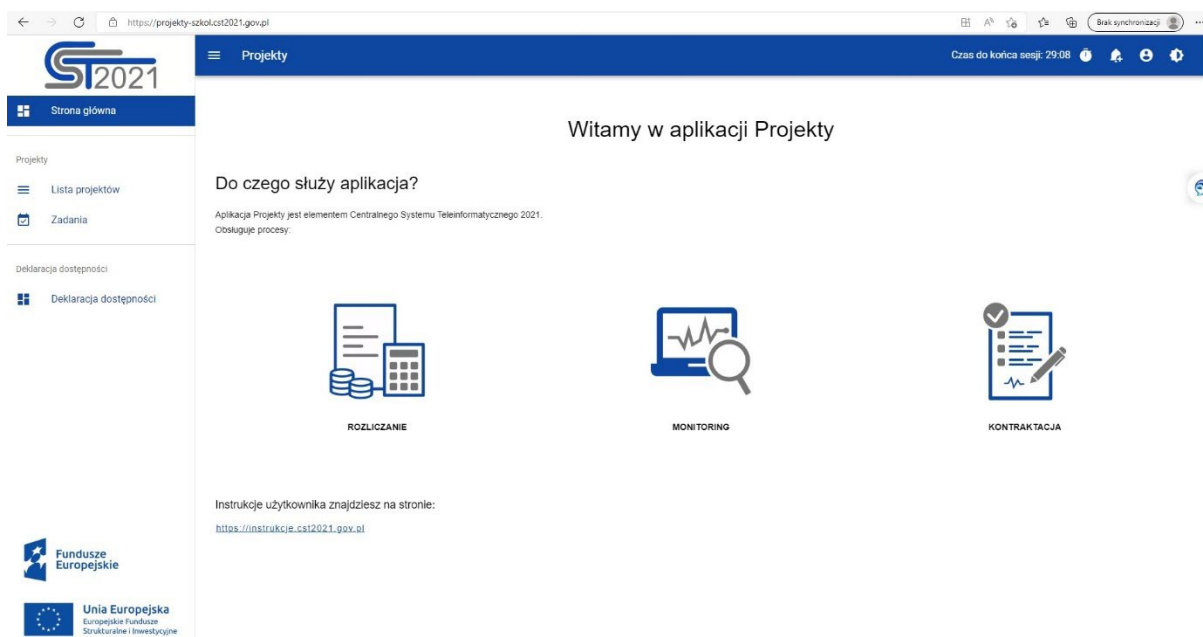 https://projekty-szkol.cst2021.gov.pl
Brak synchronizacji
ST2021
Projekty
Czas do końca sesji: 29:08
Strona główna
Projekty
Lista projektów
Zadania
Deklaracja dostępności
Deklaracja dostępności
Witamy w aplikacji Projekty
Do czego służy aplikacja?
Aplikacja Projekty jest elementem Centralnego Systemu Teleinformatycznego 2021.
Obsługuje procesy:
ROZLICZANIE
MONITORING
KONTRAKTACJA
Instrukcje użytkownika znajdziesz na stronie:
https://instrukcje.cst2021.gov.pl
Fundusze
Europejskie
Unia Europejska
Europejskie Fundusze
Strukturalne i Inwestycyjne